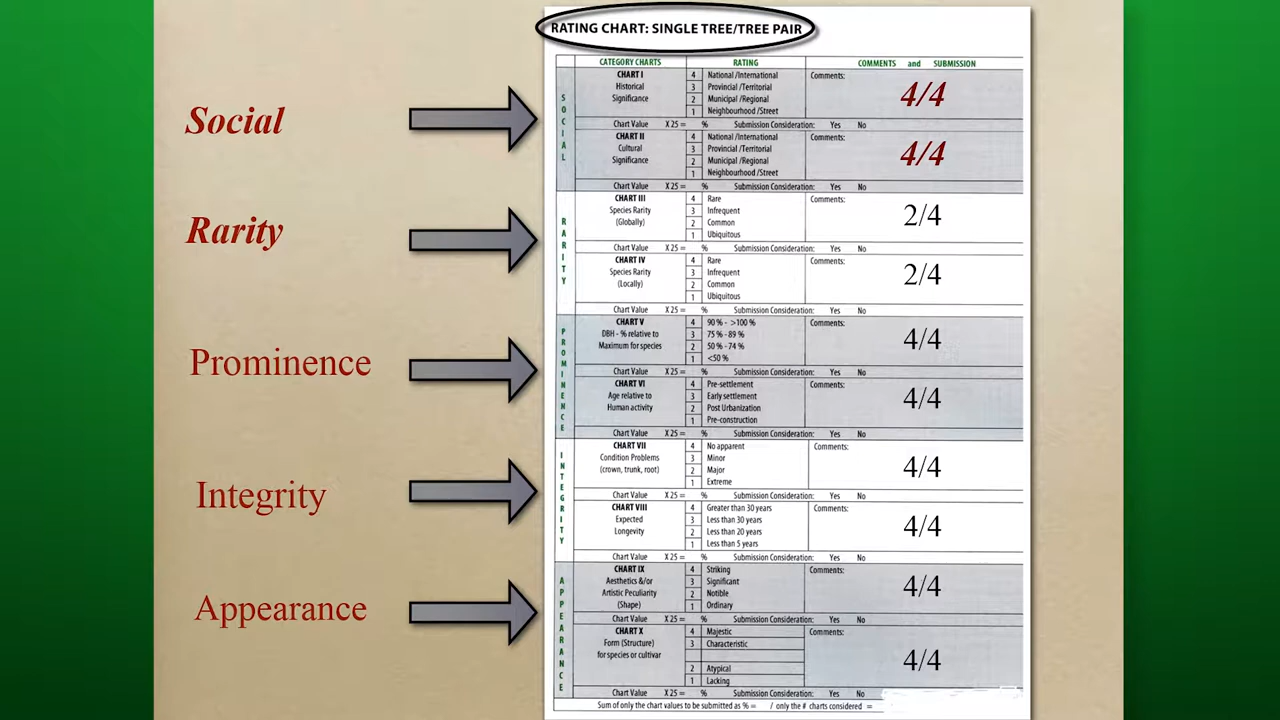 RATING CHART: SINGLE TREE/TREE PAIR
Social
Rarity
Prominence
Integrity
Appearance
CATEGORY CHARTS RATING COMMENTS and SUBMISSION
SOCIAL
CHART I 4 National /International Comments: 4/4
Historical 3 Provincial /Territorial
Significance 2 Municipal /Regional
1 Neighbourhood /Street
Chart Value X 25 = % Submission Consideration: Yes No
CHART II 4 National /International Comments: 4/4
Cultural 3 Provincial /Territorial
Significance 2 Municipal /Regional
1 Neighbourhood /Street
Chart Value X 25 = % Submission Consideration: Yes No
RARITY
CHART III 4 Rare Comments: 2/4
Species Rarity 3 Infrequent
(Globally) 2 Common
1 Ubiquitous
Chart Value X 25 = % Submission Consideration: Yes No
CHART IV 4 Rare Comments: 2/4
Species Rarity 3 Infrequent
(Locally) 2 Common
1 Ubiquitous
Chart Value X 25 = % Submission Consideration: Yes No
PROMINENCE
CHART V 4 90 % - >100 % Comments: 4/4
DBH - % relative to 3 75 % - 89 %
Maximum for species 2 50 % - 74 %
1 <50 %
Chart Value X 25 = % Submission Consideration: Yes No
CHART VI 4 Pre-settlement Comments: 4/4
Age relative to 3 Early settlement
Human activity 2 Post Urbanization
1 Pre-construction
Chart Value X 25 = % Submission Consideration: Yes No
INTEGRITY
CHART VII 4 No apparent Comments: 4/4
Condition Problems 3 Minor
(crown, trunk, root) 2 Major
1 Extreme
Chart Value X 25 = % Submission Consideration: Yes No
CHART VIII 4 Greater than 30 years Comments: 4/4
Expected 3 Less than 30 years
Longevity 2 Less than 20 years
1 Less than 5 years
Chart Value X 25 = % Submission Consideration: Yes No
APPEARANCE
CHART IX 4 Striking Comments: 4/4
Aesthetics &/or 3 Significant
Artistic Peculiarity 2 Notible
(Shape) 1 Ordinary
Chart Value X 25 = % Submission Consideration: Yes No
CHART X 4 Majestic Comments: 4/4
Form (Structure) 3 Characteristic
for species or cultivar
2 Atypical
1 Lacking
Chart Value X 25 = % Submission Consideration: Yes No
Sum of only the chart values to be submitted as % = / only the # charts considered =